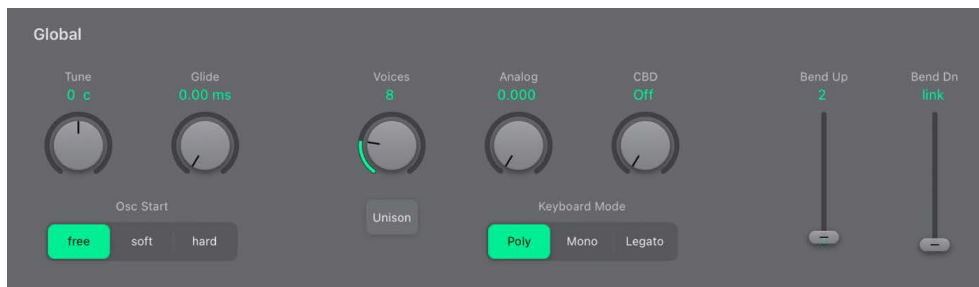 Global
Tune Glide Voices Analog CBD Bend Up Bend Dn
0 c 0.00 ms 8 0.000 Off 2 link
Osc Start Unison Keyboard Mode
free soft hard Poly Mono Legato